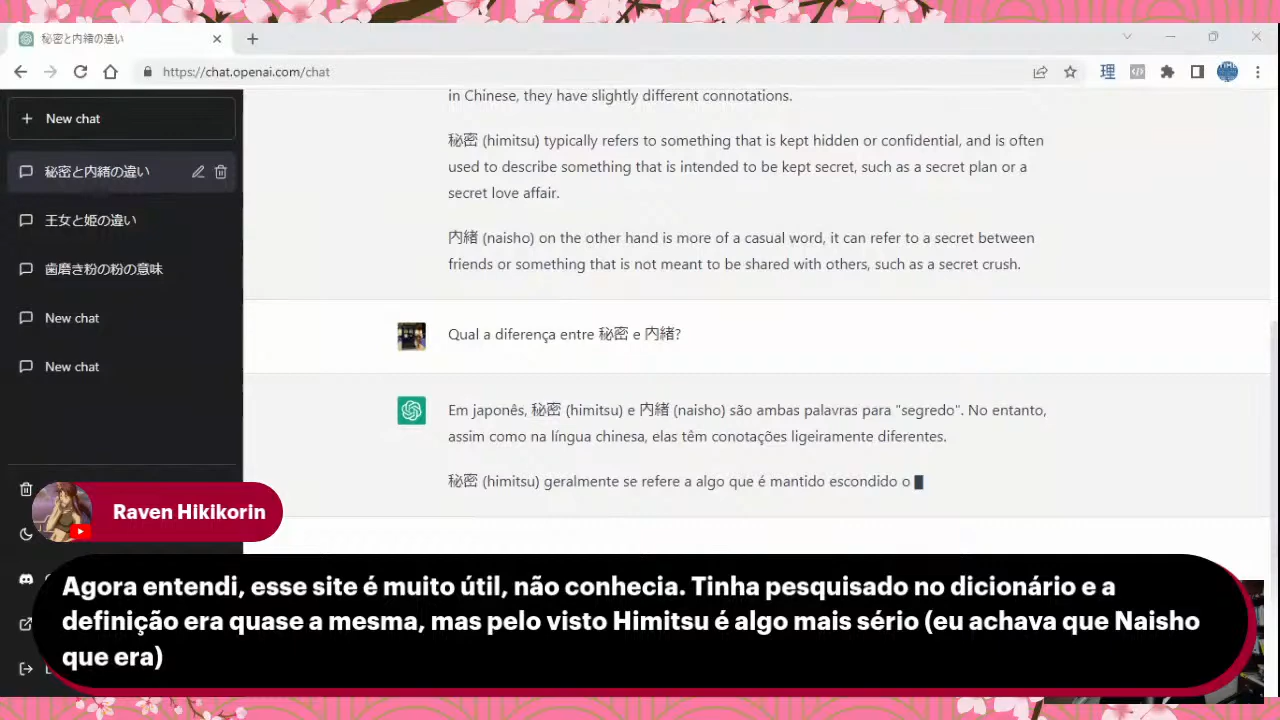 秘密と内緒の違い
https://chat.openai.com/chat
理
New chat
秘密と内緒の違い
王女と姫の違い
歯磨き粉の粉の意味
New chat
New chat
in Chinese, they have slightly different connotations.
秘密 (himitsu) typically refers to something that is kept hidden or confidential, and is often
used to describe something that is intended to be kept secret, such as a secret plan or a
secret love affair.
内緒 (naisho) on the other hand is more of a casual word, it can refer to a secret between
friends or something that is not meant to be shared with others, such as a secret crush.
Qual a diferença entre 秘密 e 内緒?
Em japonês, 秘密 (himitsu) e 内緒 (naisho) são ambas palavras para "segredo". No entanto,
assim como na língua chinesa, elas têm conotações ligeiramente diferentes.
秘密 (himitsu) geralmente se refere a algo que é mantido escondido o
Raven Hikikorin
Agora entendi, esse site é muito útil, não conhecia. Tinha pesquisado no dicionário e a
definição era quase a mesma, mas pelo visto Himitsu é algo mais sério (eu achava que Naisho
que era)